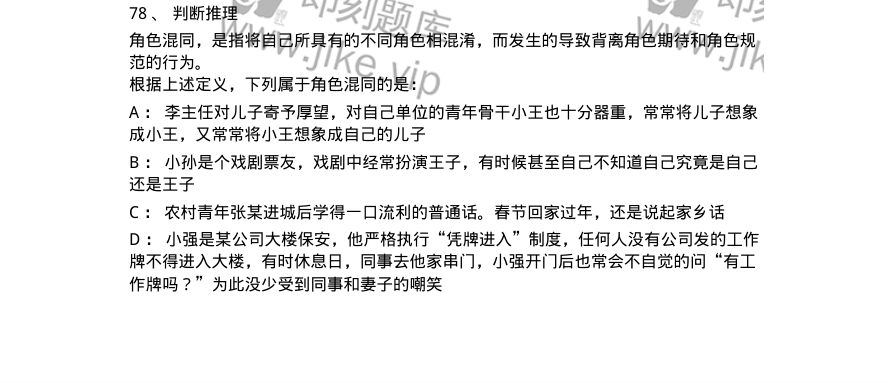 78 、 判断推理
角色混同，是指将自己所具有的不同角色相混淆，而发生的导致背离角色期待和角色规
范的行为。
根据上述定义，下列属于角色混同的是：
A ： 李主任对儿子寄予厚望，对自己单位的青年骨干小王也十分器重，常常将儿子想象
成小王，又常常将小王想象成自己的儿子
B ： 小孙是个戏剧票友，戏剧中经常扮演王子，有时候甚至自己不知道自己究竟是自己
还是王子
C ： 农村青年张某进城后学得一口流利的普通话。春节回家过年，还是说起家乡话
D ： 小强是某公司大楼保安，他严格执行“凭牌进入”制度，任何人没有公司发的工作
牌不得进入大楼，有时休息日，同事去他家串门，小强开门后也常会不自觉的问“有工
作牌吗？”为此没少受到同事和妻子的嘲笑
即刻题库
www.jike.vip